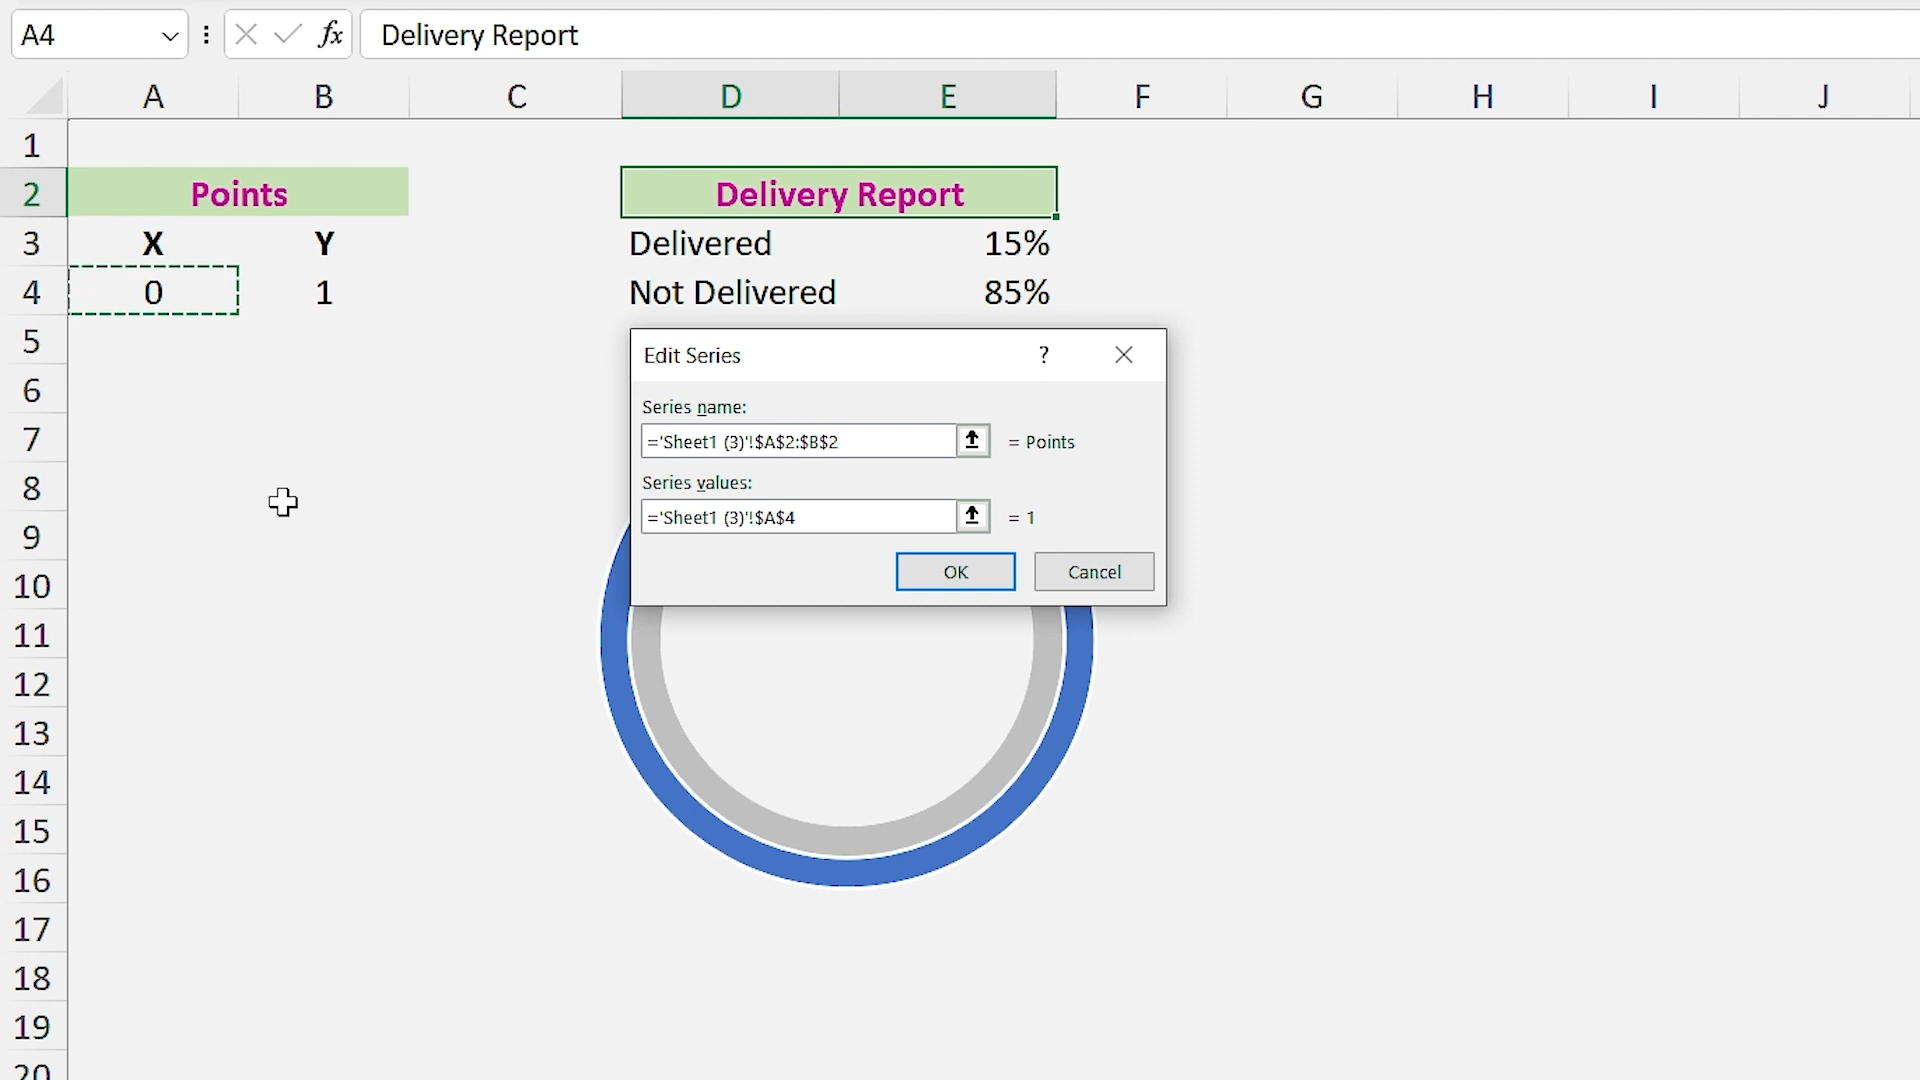 A4
fx
Delivery Report
A B C D E F G H I J
1
2 Points Delivery Report
3 X Y Delivered 15%
4 0 1 Not Delivered 85%
5
Edit Series ?
6
Series name:
7
='Sheet1 (3)'!$A$2:$B$2 = Points
Series values:
8
='Sheet1 (3)'!$A$4 = 1
9
OK Cancel
10
11
12
13
14
15
16
17
18
19
20